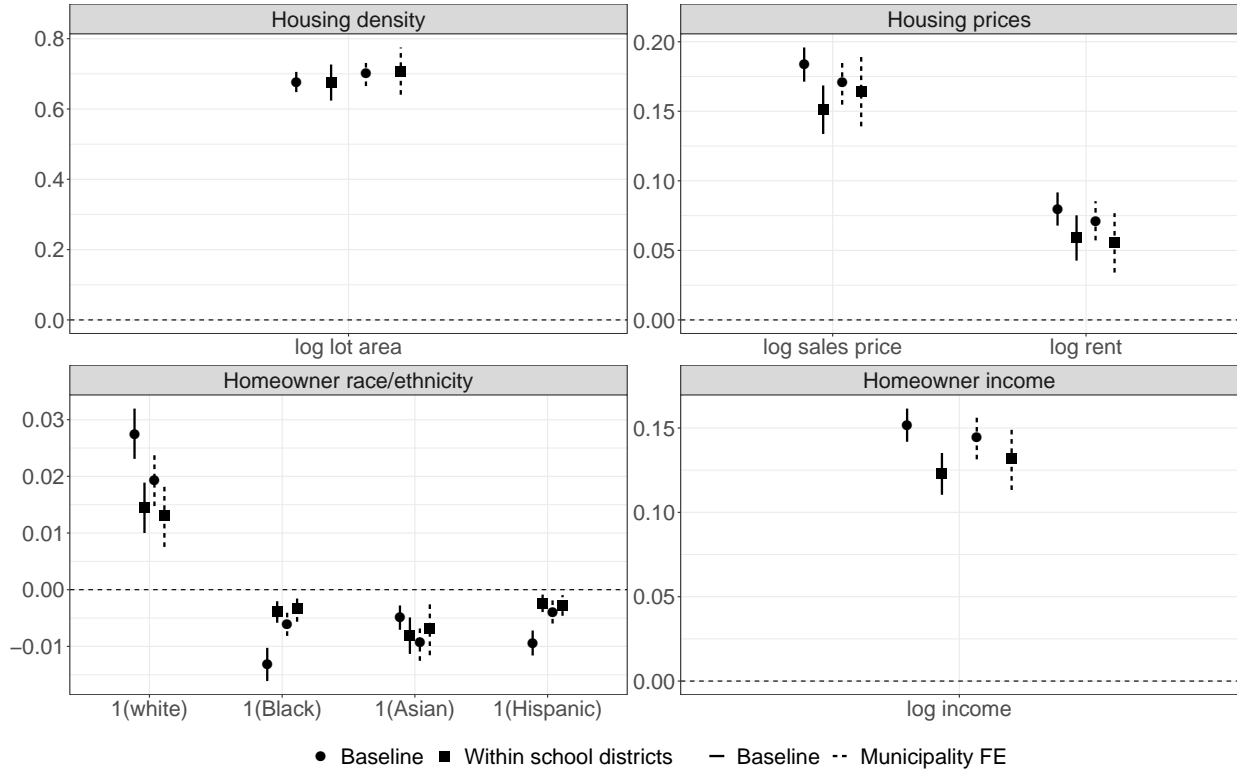 Housing density
Housing prices
0.8
0.6
0.4
0.2
0.0
log lot area
0.20
0.15
0.10
0.05
0.00
log sales price
log rent
Homeowner race/ethnicity
Homeowner income
0.03
0.02
0.01
0.00
−0.01
1(white)
1(Black)
1(Asian)
1(Hispanic)
0.15
0.10
0.05
0.00
log income
Baseline
Within school districts
Baseline
Municipality FE